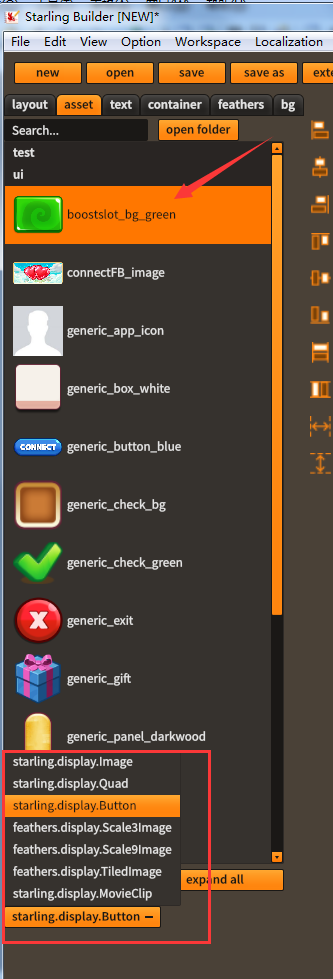 Starling Builder [NEW]*
File Edit View Option Workspace Localization
new open save save as
layout asset text container feathers bg
Search... open folder
test
ui
boostslot_bg_green
connectFB_image
generic_app_icon
generic_box_white
CONNECT generic_button_blue
generic_check_bg
generic_check_green
generic_exit
generic_gift
generic_panel_darkwood
starling.display.Image
starling.display.Quad
starling.display.Button
feathers.display.Scale3Image
feathers.display.Scale9Image
feathers.display.TiledImage
expand all
starling.display.MovieClip
starling.display.Button